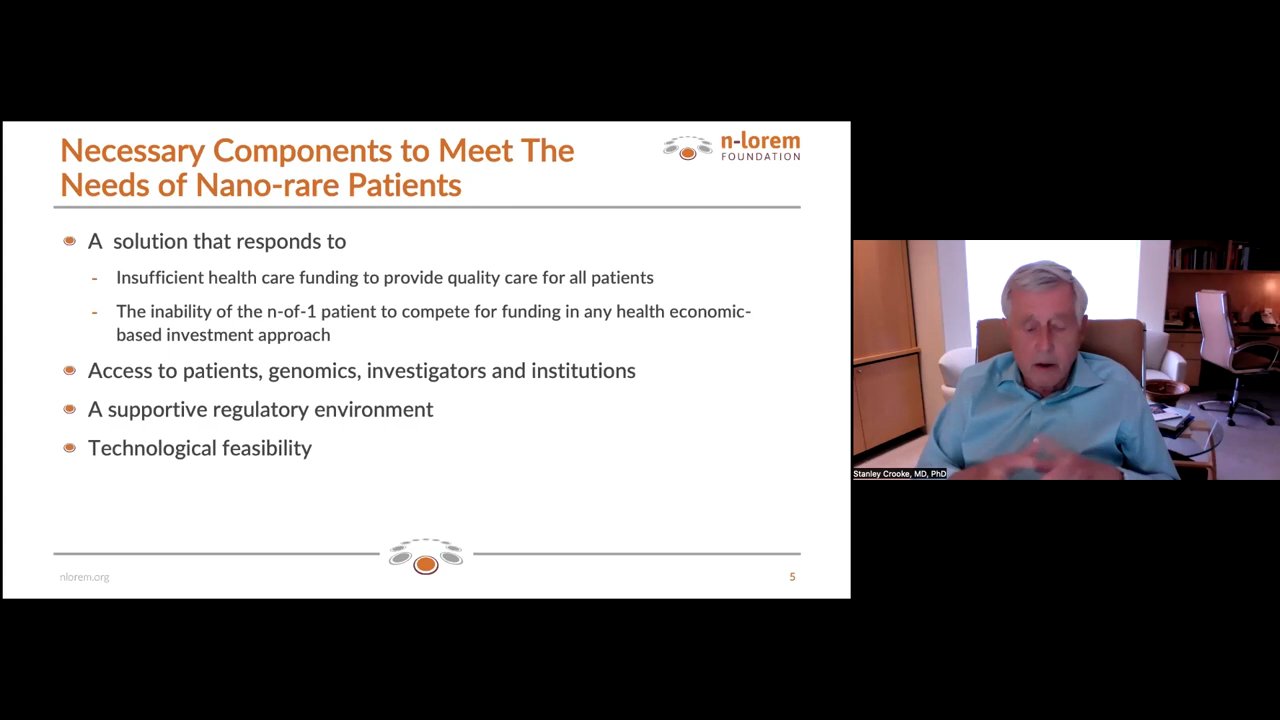 Necessary Components to Meet The
Needs of Nano-rare Patients
n-lorem
FOUNDATION
A solution that responds to
- Insufficient health care funding to provide quality care for all patients
- The inability of the n-of-1 patient to compete for funding in any health economic-
based investment approach
Access to patients, genomics, investigators and institutions
A supportive regulatory environment
Technological feasibility
nlorem.org
5
Stanley Crooke, MD, PhD